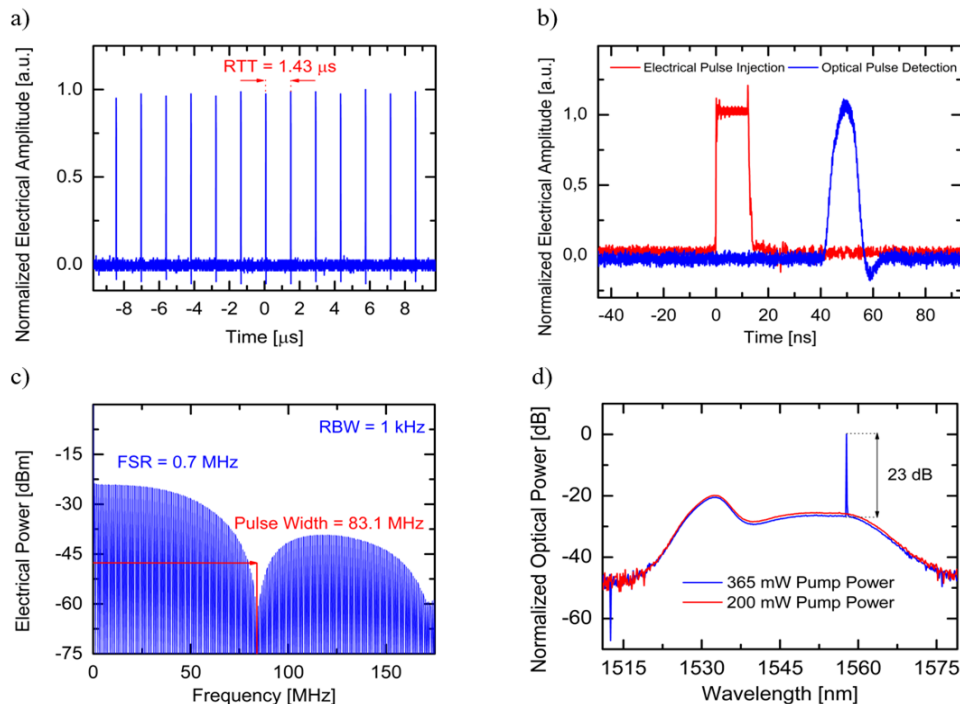 a)
RTT = 1.43 µs
Normalized Electrical Amplitude [a.u.]
1.0
0.5
0.0
-8 -6 -4 -2 0 2 4 6 8
Time [µs]
b)
Electrical Pulse Injection Optical Pulse Detection
Normalized Electrical Amplitude [a.u.]
1.0
0,5
0.0
-40 -20 0 20 40 60 80
Time [ns]
c)
RBW = 1 kHz
FSR = 0.7 MHz
Pulse Width = 83.1 MHz
Electrical Power [dBm]
-15
-30
-45
-60
-75
0 50 100 150
Frequency [MHz]
d)
23 dB
365 mW Pump Power
200 mW Pump Power
Normalized Optical Power [dB]
0
-20
-40
-60
1515 1530 1545 1560 1575
Wavelength [nm]